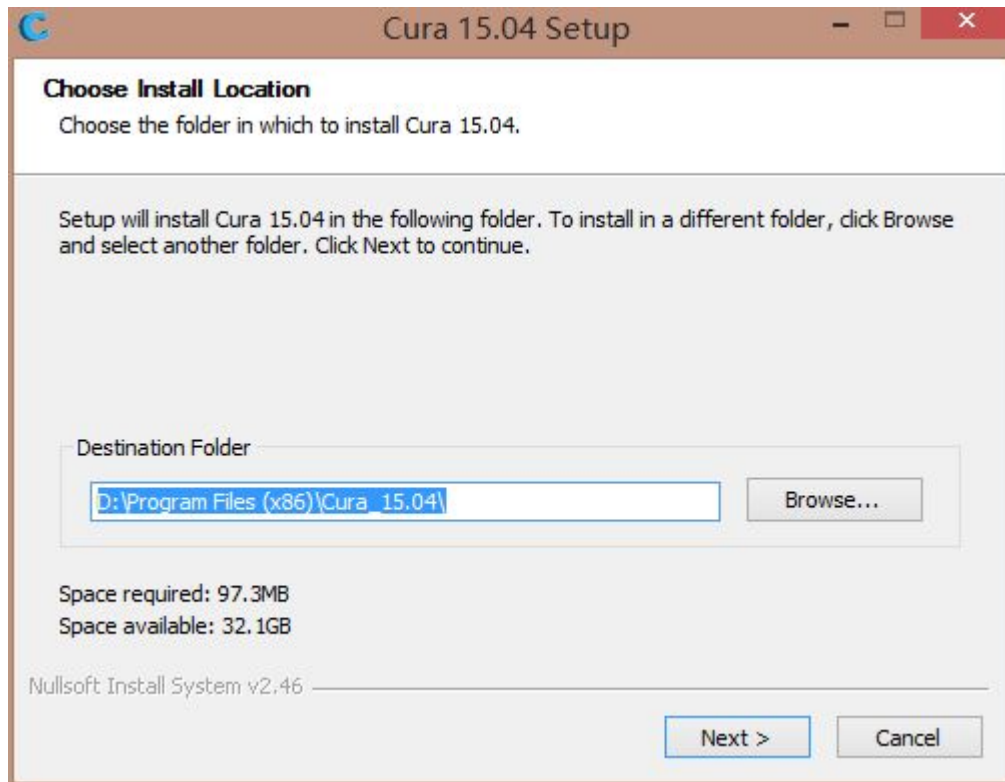 Cura 15.04 Setup
Choose Install Location
Choose the folder in which to install Cura 15.04.
Setup will install Cura 15.04 in the following folder. To install in a different folder, click Browse
and select another folder. Click Next to continue.
Destination Folder
D:\Program Files (x86)\Cura_15.04\
Browse...
Space required: 97.3MB
Space available: 32.1GB
Nullsoft Install System v2.46
Next >
Cancel